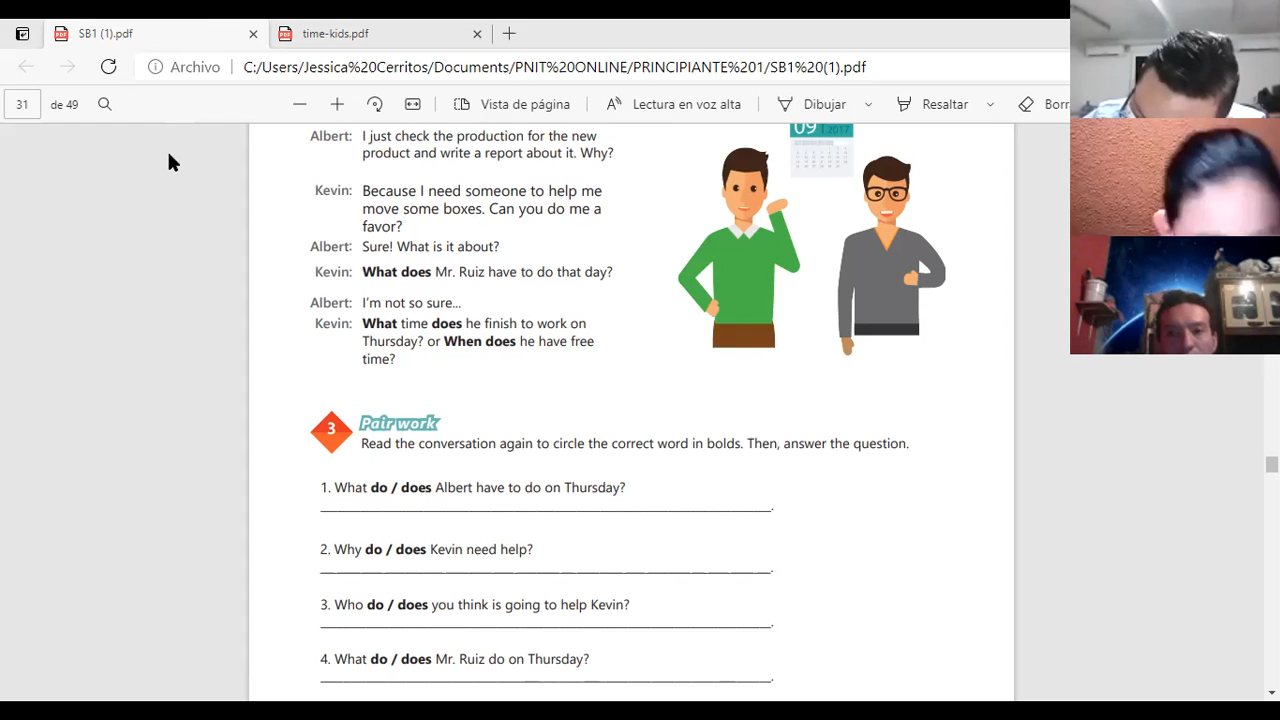 SB1 (1).pdf
time-kids.pdf
Archivo
C:/Users/Jessica%20Cerritos/Documents/PNIT%20ONLINE/PRINCIPIANTE%201/SB1%20(1).pdf
31 de 49
Vista de página
Lectura en voz alta
Dibujar
Resaltar
Borr
09 2017
Albert: I just check the production for the new
product and write a report about it. Why?
Kevin: Because I need someone to help me
move some boxes. Can you do me a
favor?
Albert: Sure! What is it about?
Kevin: What does Mr. Ruiz have to do that day?
Albert: I'm not so sure...
Kevin: What time does he finish to work on
Thursday? or When does he have free
time?
3 Pair work
Read the conversation again to circle the correct word in bolds. Then, answer the question.
1. What do / does Albert have to do on Thursday?
2. Why do / does Kevin need help?
3. Who do / does you think is going to help Kevin?
4. What do / does Mr. Ruiz do on Thursday?